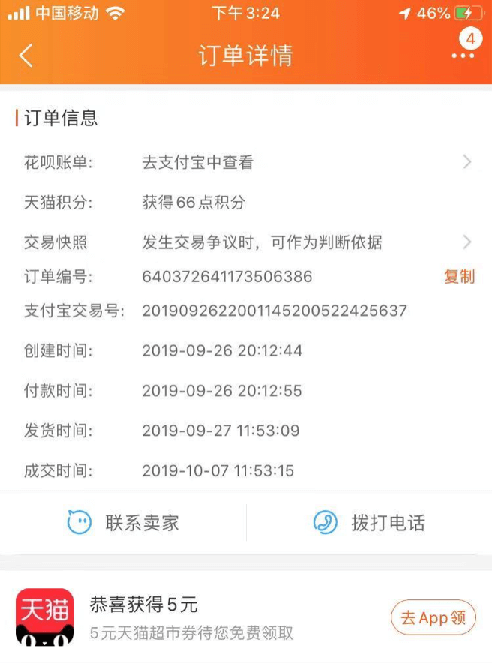 中国移动 下午3:24 46%
订单详情 4
订单信息
花呗账单: 去支付宝中查看
天猫积分: 获得66点积分
交易快照 发生交易争议时，可作为判断依据
订单编号: 640372641173506386 复制
支付宝交易号: 2019092622001145200522425637
创建时间: 2019-09-26 20:12:44
付款时间: 2019-09-26 20:12:55
发货时间: 2019-09-27 11:53:09
成交时间: 2019-10-07 11:53:15
联系卖家 拨打电话
天猫 恭喜获得5元 去App领
5元天猫超市券待您免费领取